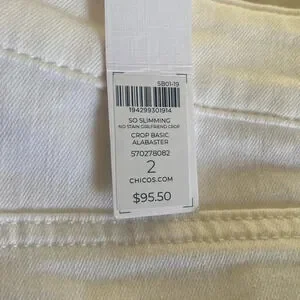 SB01-19
194299301914
SO SLIMMING
NO STAIN GIRLFRIEND CROP
CROP BASIC
ALABASTER
570278082
2
CHICOS.COM
$95.50